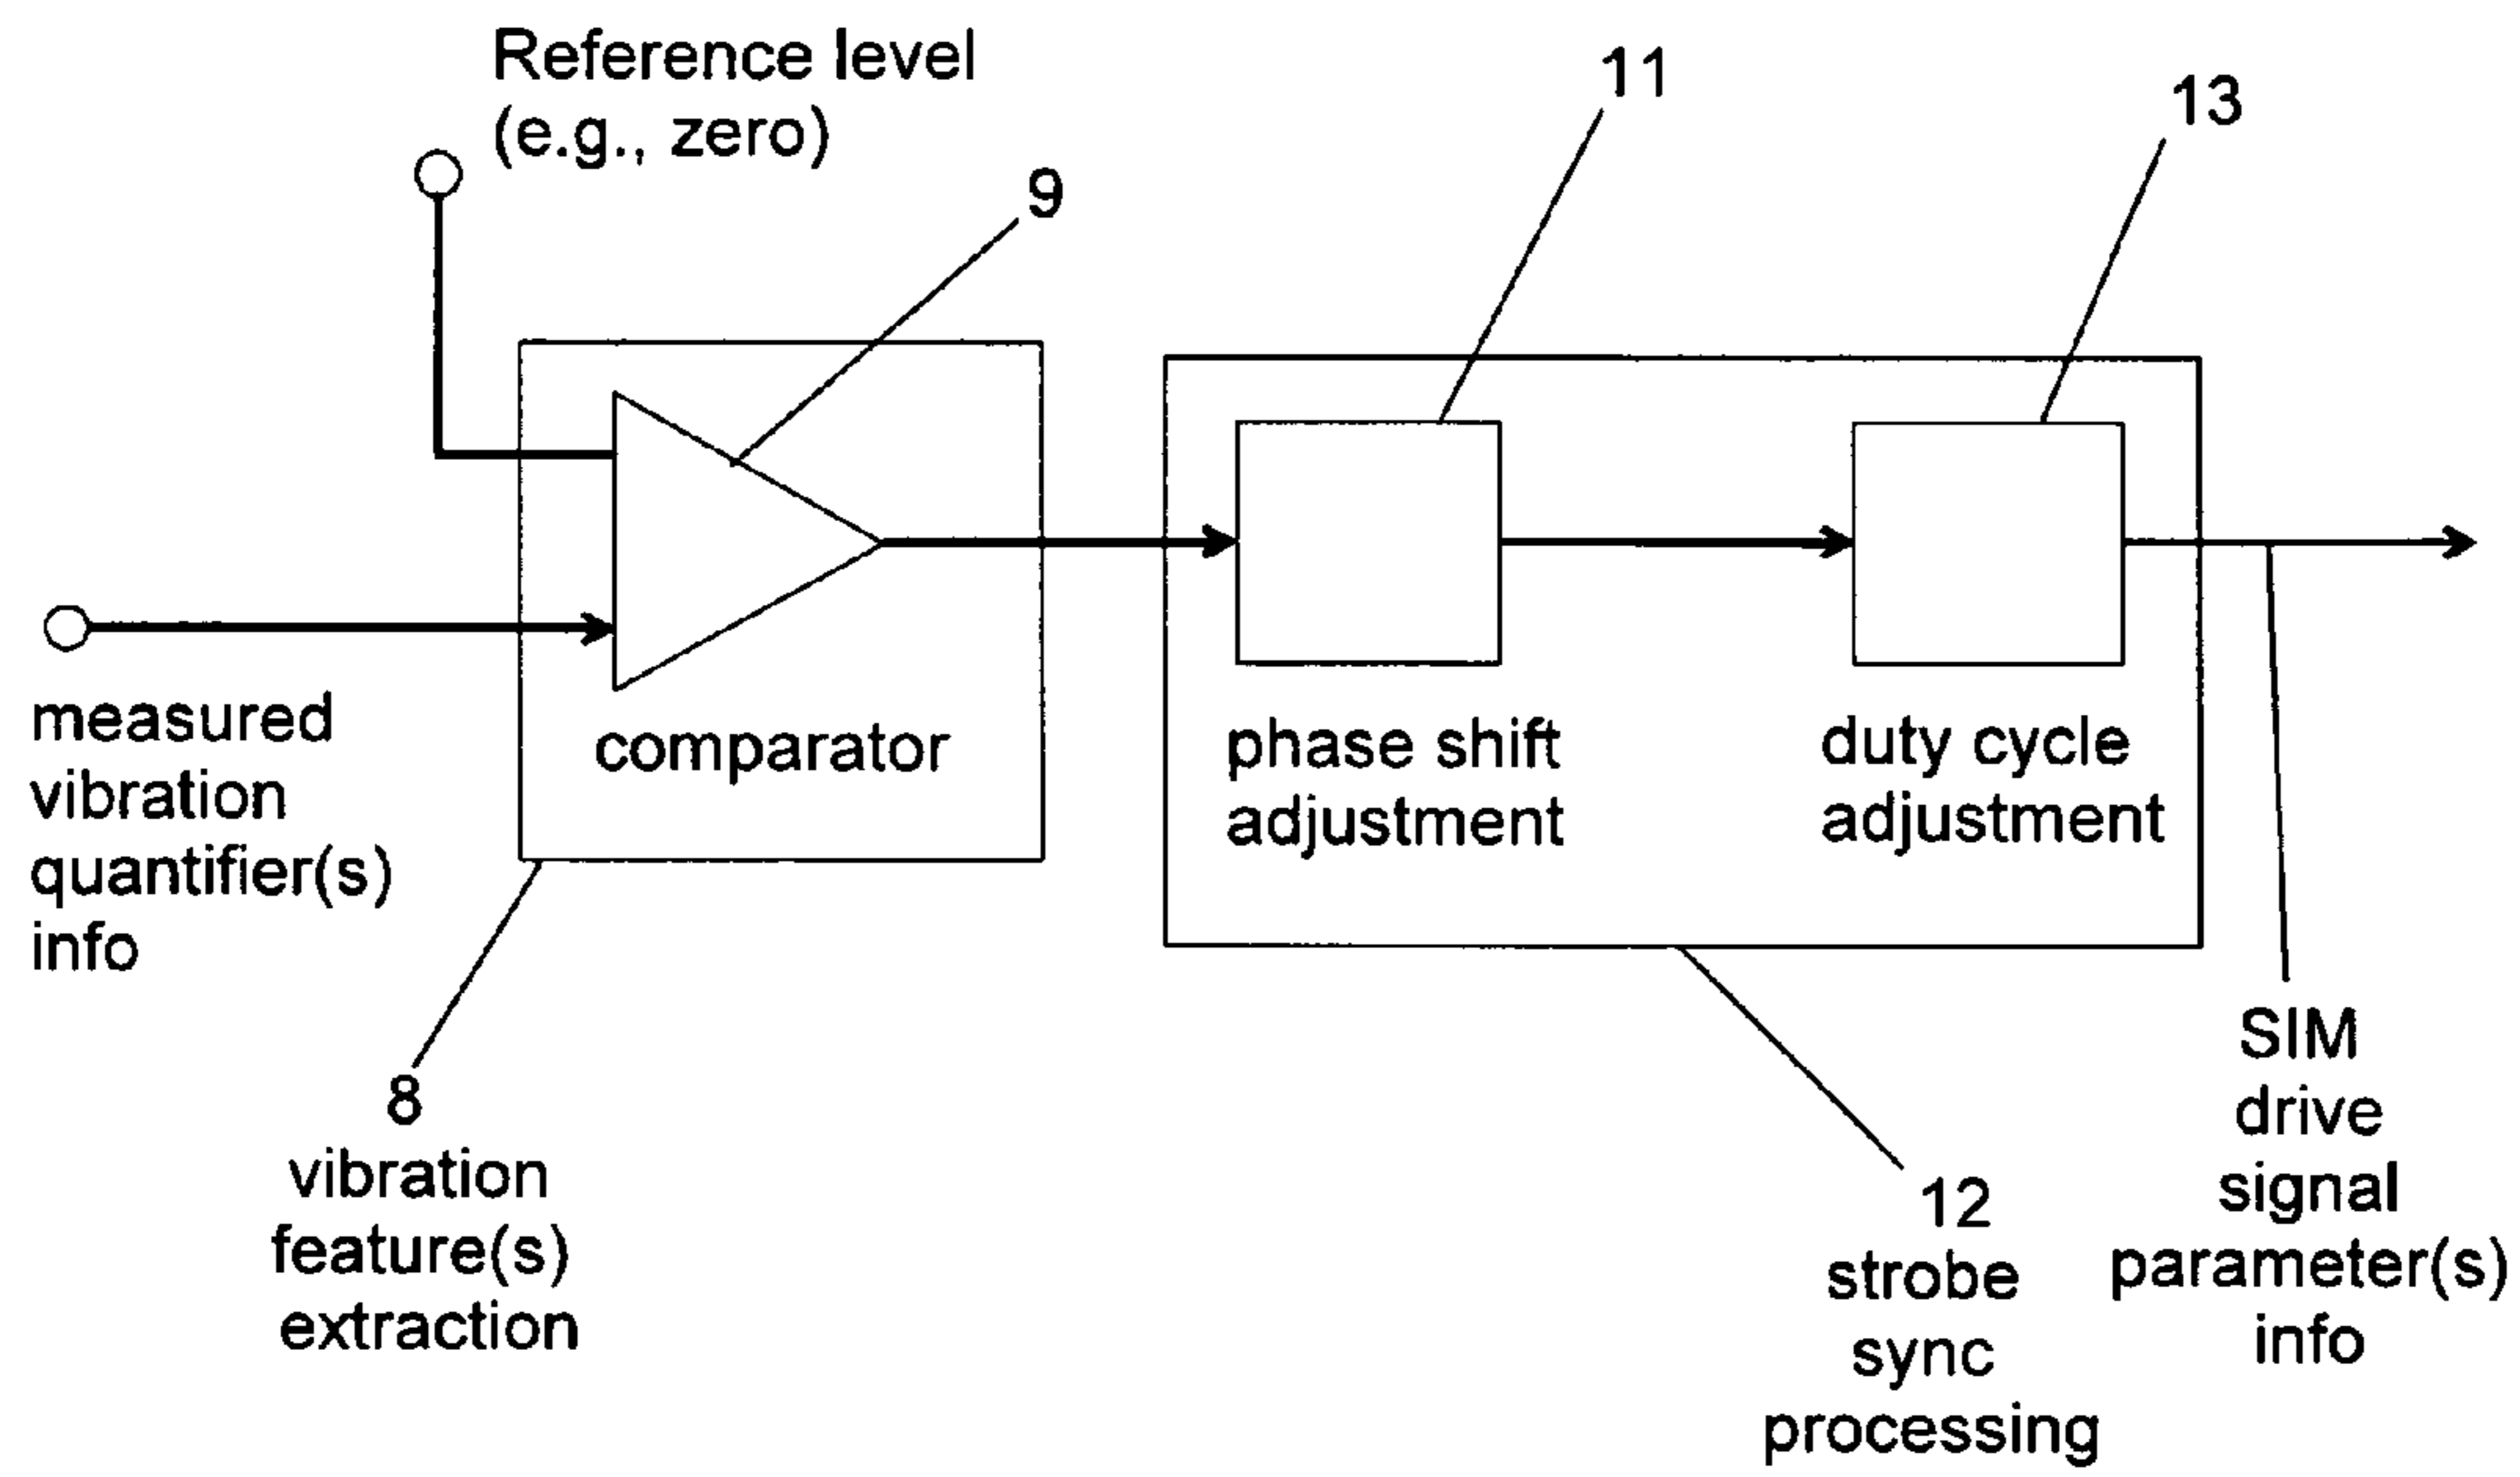 Reference level
(e.g., zero)
9
11
13
measured
vibration
quantifier(s)
info
comparator
phase shift
adjustment
duty cycle
adjustment
8
vibration
feature(s)
extraction
12
strobe
sync
processing
SIM
drive
signal
parameter(s)
info